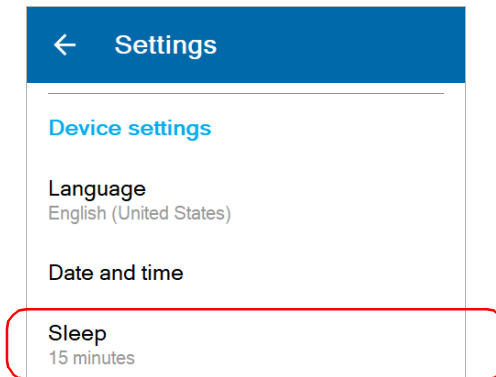 Settings
Device settings
Language
English (United States)
Date and time
Sleep
15 minutes